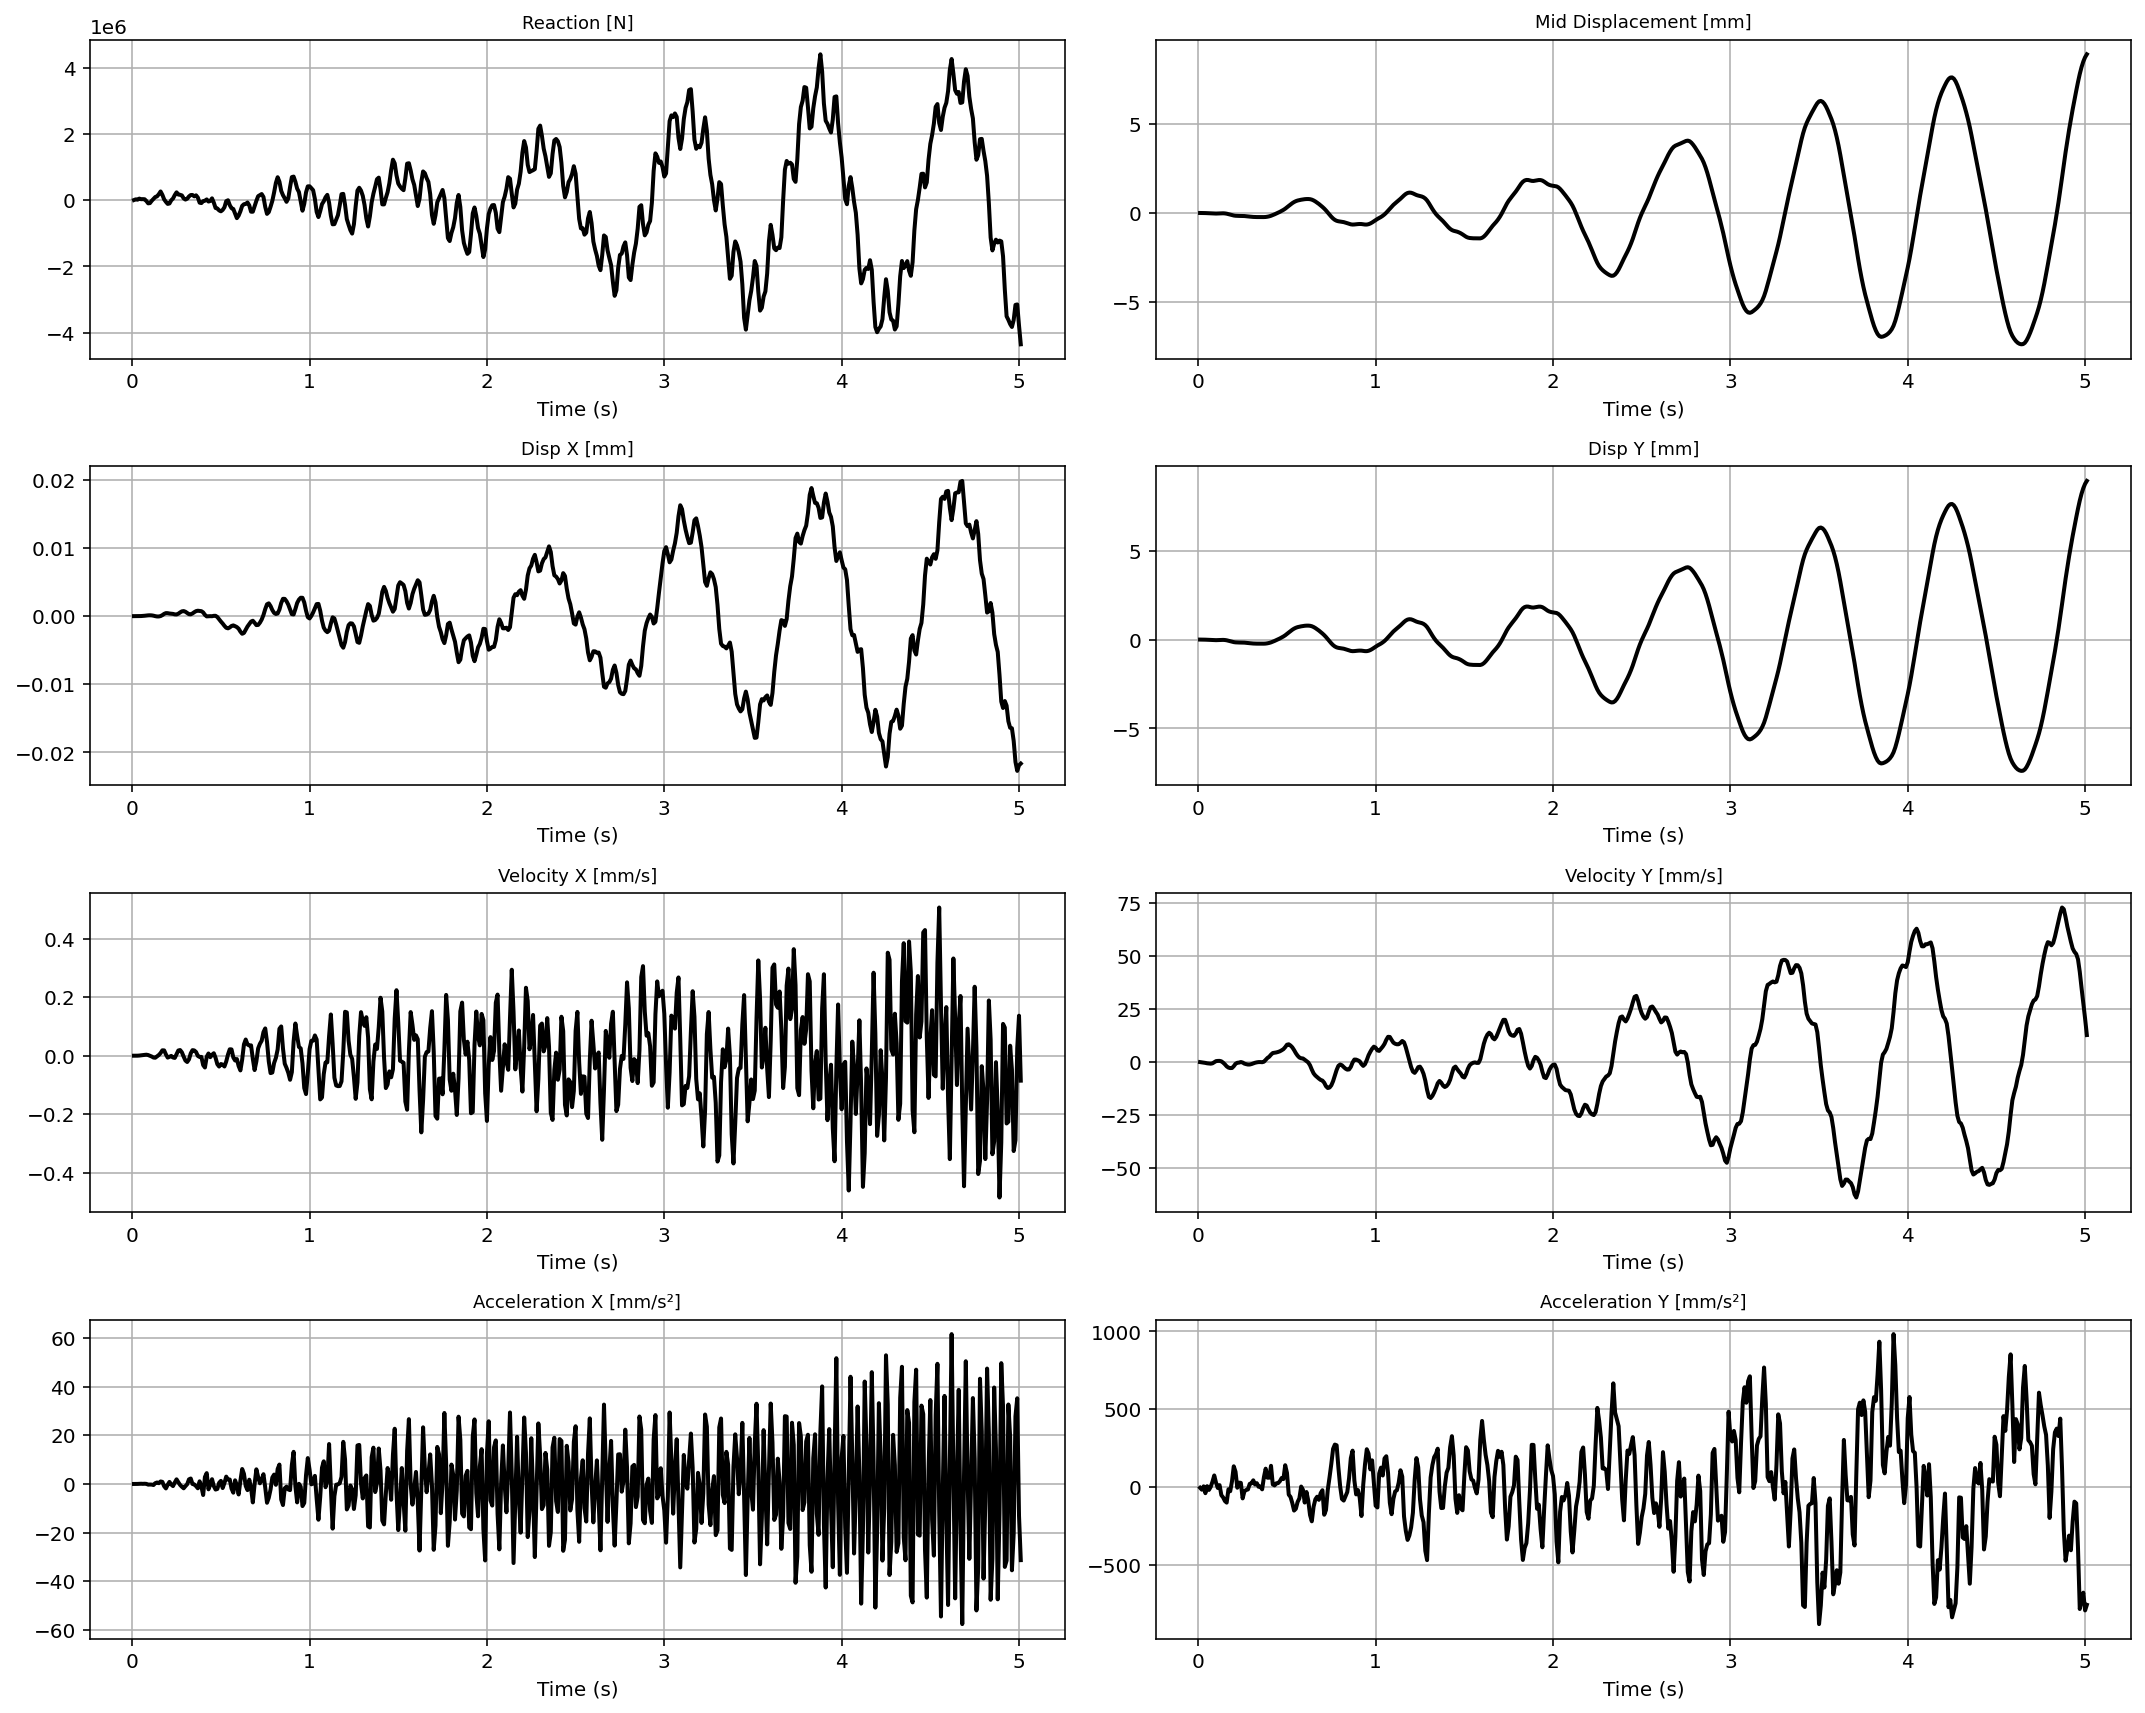 Reaction [N]
1e6
4
2
0
−2
−4
0 1 2 3 4 5
Time (s)
Mid Displacement [mm]
5
0
−5
0 1 2 3 4 5
Time (s)
Disp X [mm]
0.02
0.01
0.00
−0.01
−0.02
0 1 2 3 4 5
Time (s)
Disp Y [mm]
5
0
−5
0 1 2 3 4 5
Time (s)
Velocity X [mm/s]
0.4
0.2
0.0
−0.2
−0.4
0 1 2 3 4 5
Time (s)
Velocity Y [mm/s]
75
50
25
0
−25
−50
0 1 2 3 4 5
Time (s)
Acceleration X [mm/s²]
60
40
20
0
−20
−40
−60
0 1 2 3 4 5
Time (s)
Acceleration Y [mm/s²]
1000
500
0
−500
0 1 2 3 4 5
Time (s)